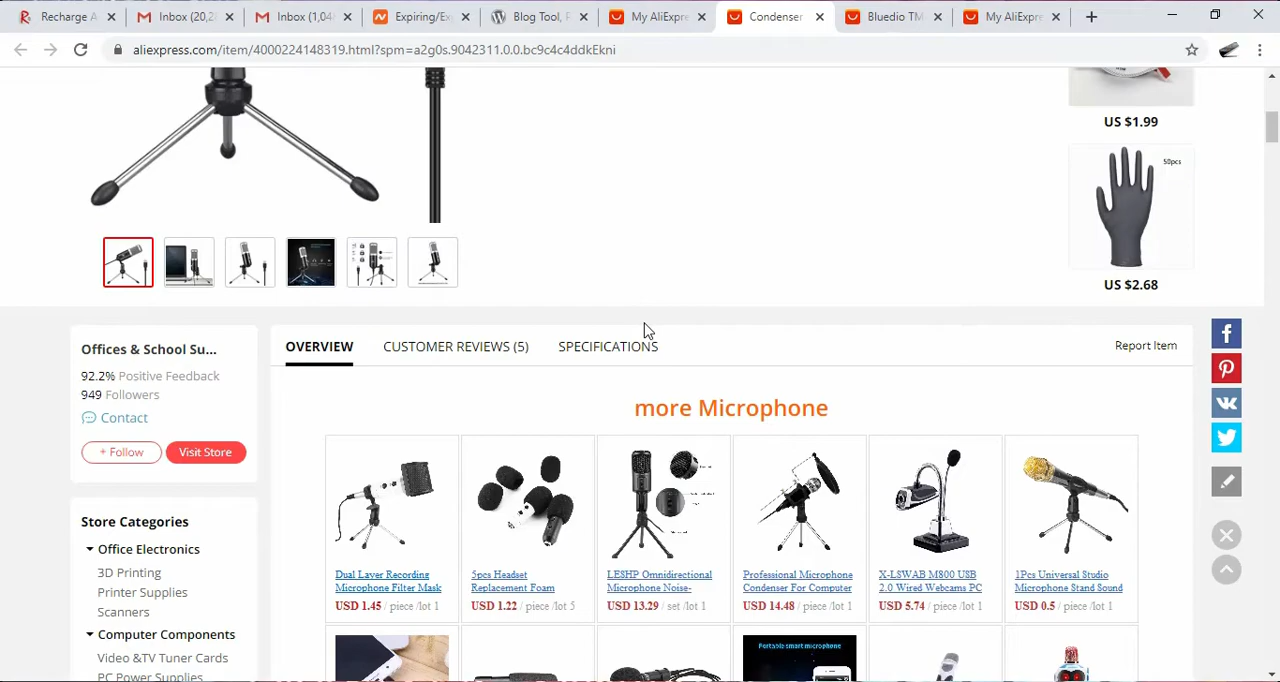 Recharge A
Inbox (20,2
Inbox (1,04
Expiring/Ex
Blog Tool, P
My AliExpre
Condenser
Bluedio TM
My AliExpr
aliexpress.com/item/4000224148319.html?spm=a2g0s.9042311.0.0.bc9c4c4ddkEkni
US $1.99
50pcs
US $2.68
Offices & School Su...
92.2% Positive Feedback
949 Followers
Contact
+ Follow
Visit Store
OVERVIEW
CUSTOMER REVIEWS (5)
SPECIFICATIONS
Report Item
more Microphone
Dual Layer Recording
Microphone Filter Mask
USD 1.45 / piece /lot 1
5pcs Headset
Replacement Foam
USD 1.22 / piece /lot 5
LESHP Omnidirectional
Microphone Noise-
USD 13.29 / set /lot 1
Professional Microphone
Condenser For Computer
USD 14.48 / piece /lot 1
X-LSWAB M800 USB
2.0 Wired Webcams PC
USD 5.74 / piece /lot 1
1Pcs Universal Studio
Microphone Stand Sound
USD 0.5 / piece /lot 1
Store Categories
Office Electronics
3D Printing
Printer Supplies
Scanners
Computer Components
Video &TV Tuner Cards
PC Power Supplies
Portable smart microphone